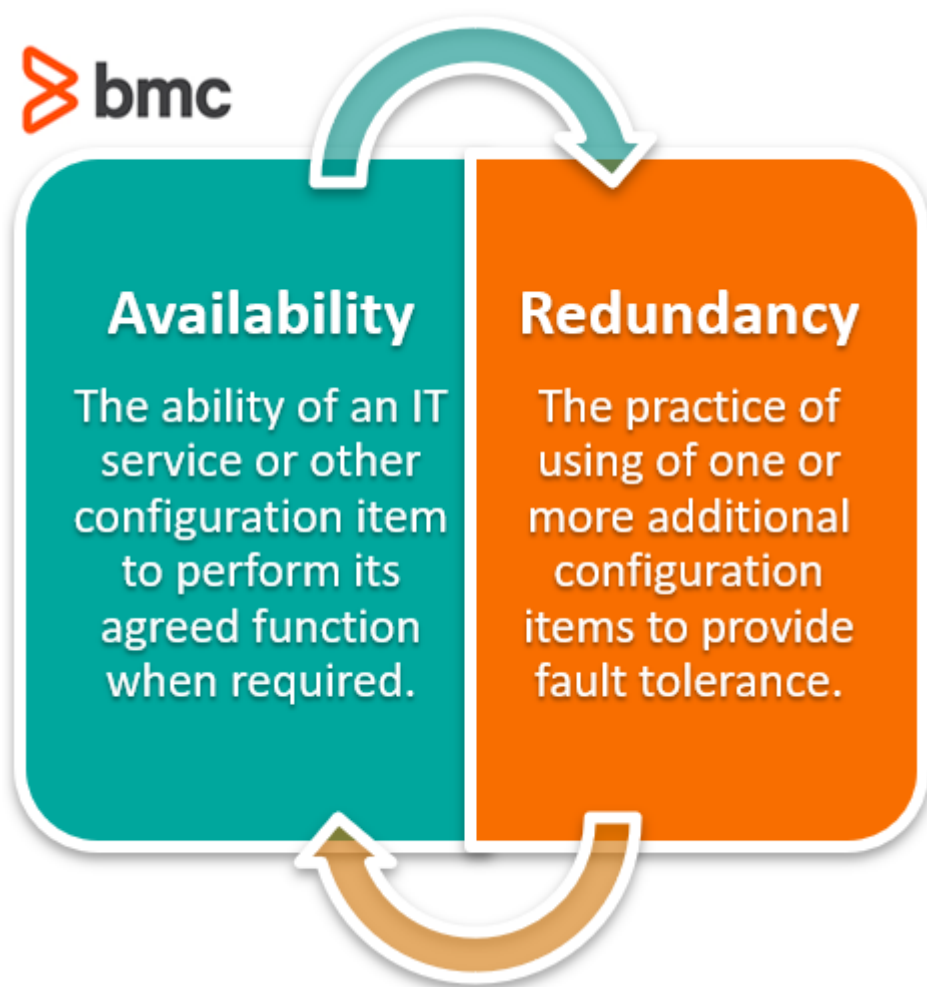 bmc
Availability
The ability of an IT
service or other
configuration item
to perform its
agreed function
when required.
Redundancy
The practice of
using of one or
more additional
configuration
items to provide
fault tolerance.